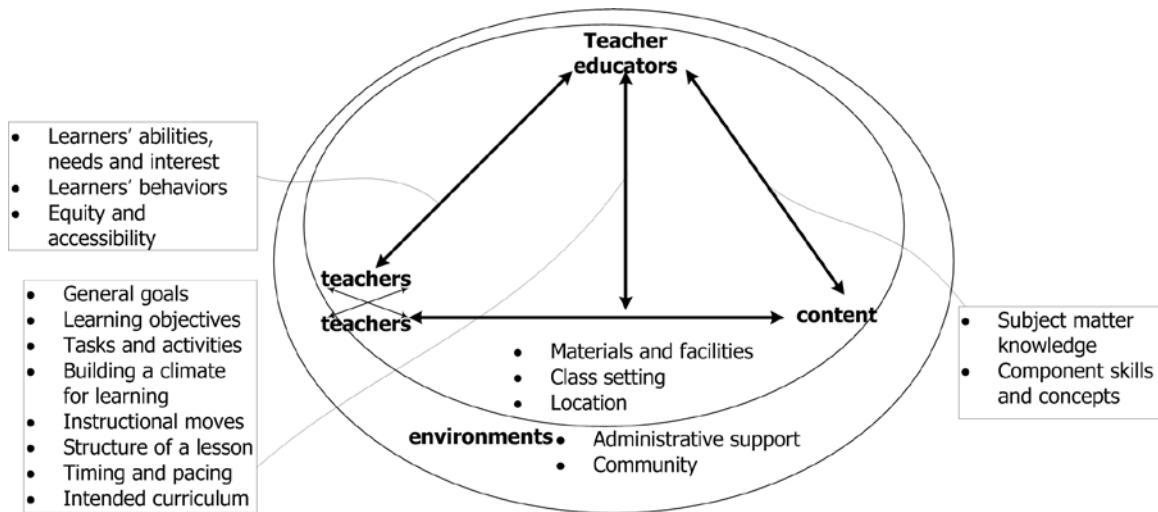 Teacher
educators
• Learners’ abilities,
needs and interest
• Learners’ behaviors
• Equity and
accessibility
teachers
teachers
content
• General goals
• Learning objectives
• Tasks and activities
• Building a climate
for learning
• Instructional moves
• Structure of a lesson
• Timing and pacing
• Intended curriculum
• Materials and facilities
• Class setting
• Location
environments
• Administrative support
• Community
• Subject matter
knowledge
• Component skills
and concepts